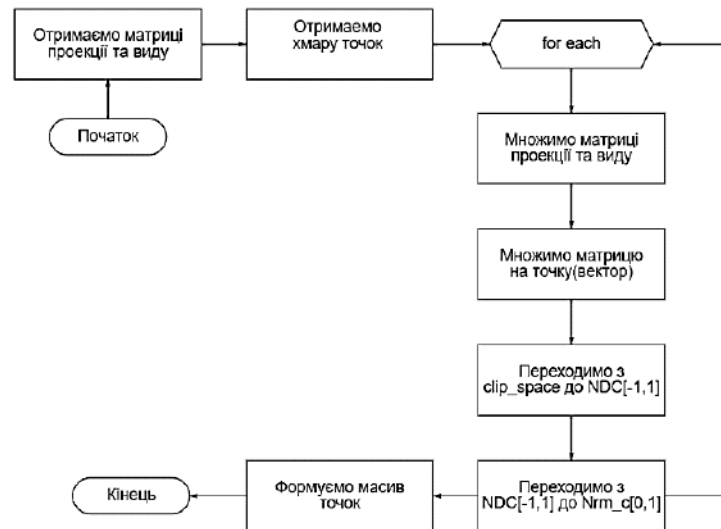 Отримаємо матриці
проекції та виду
Отримаемо
хмару точок
for each
Початок
Множимо матриці
проекції та виду
Множимо матрицю
на точку(вектор)
Переходимо з
clip_space до NDC[-1,1]
Переходимо з
NDC[-1,1] до Nrm_c[0,1]
Формуємо масив
точок
Кінець